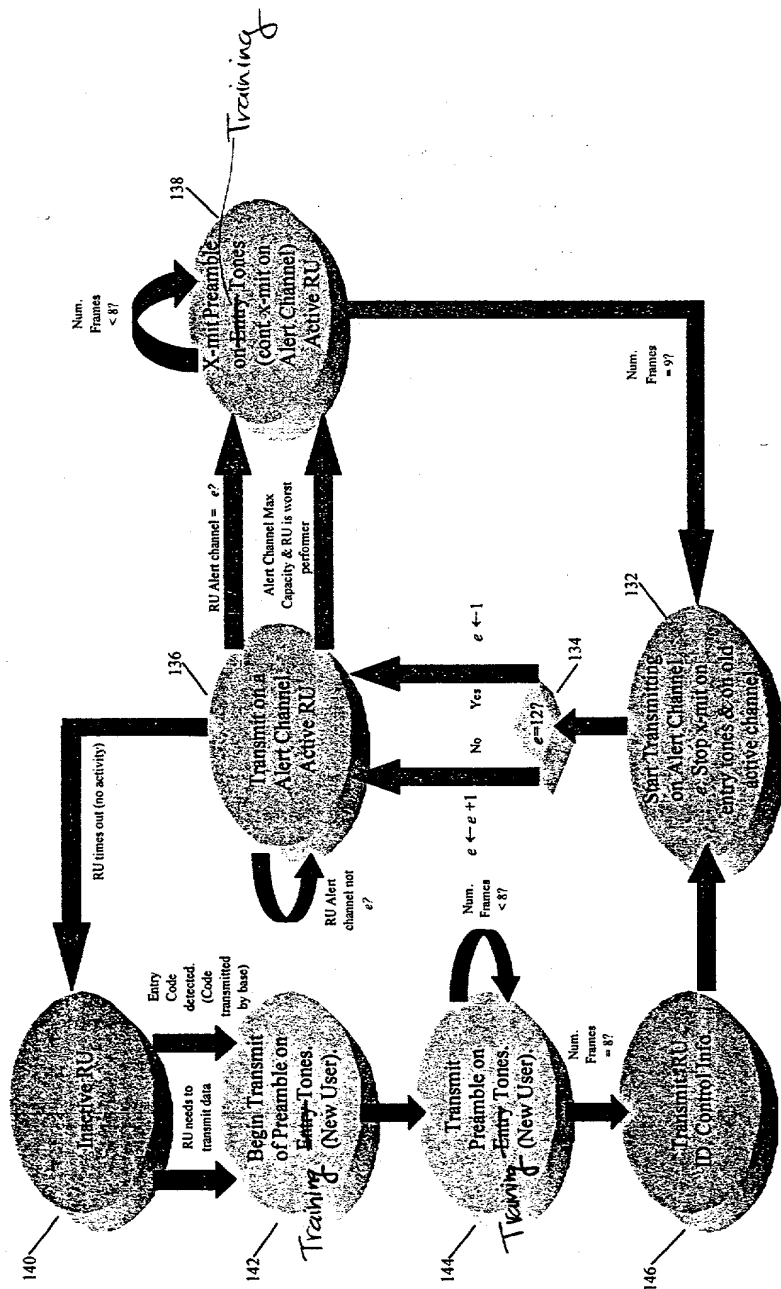 140
Inactive RU
RU needs to
transmit data
Entry
Code
detected.
(Code
transmitted
by base)
142
Begin Transmit
of Preamble on
Entry Tones.
(New User)
Training
144
Transmit
Preamble on
Entry Tones
(New User)
Training
Num.
Frames
< 8?
Num.
Frames
= 8?
146
Transmit RU
ID, Control Info
RU times out (no activity)
136
Transmit on a
Alert Channel
Active RU
RU Alert
channel not
e?
e ← e +1
No
Yes
e ← 1
134
e=12?
132
Start Transmitting
on Alert Channel
e. Stop X-mit on
entry tones & on old
active channel
RU Alert channel = e?
Alert Channel Max
Capacity & RU is worst
performer
138
X-mit Preamble
on Entry Tones
(cont X-mit on
Alert Channel)
Active RU
Training
Num.
Frames
< 8?
Num.
Frames
= 9?